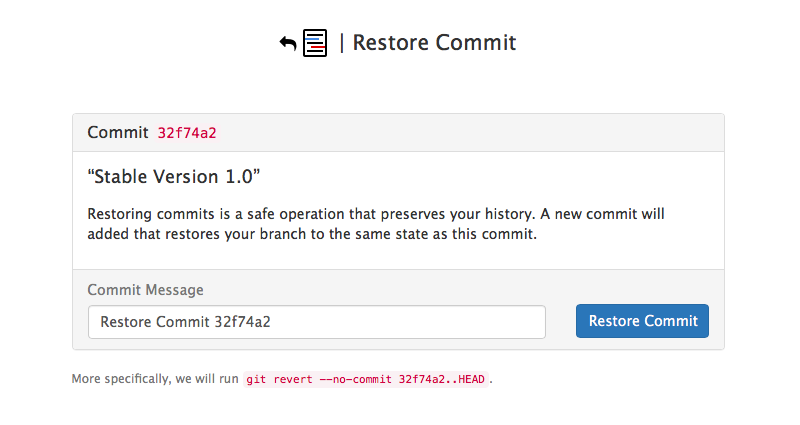 | Restore Commit
Commit 32f74a2
“Stable Version 1.0”
Restoring commits is a safe operation that preserves your history. A new commit will
added that restores your branch to the same state as this commit.
Commit Message
Restore Commit 32f74a2
Restore Commit
More specifically, we will run git revert --no-commit 32f74a2..HEAD.